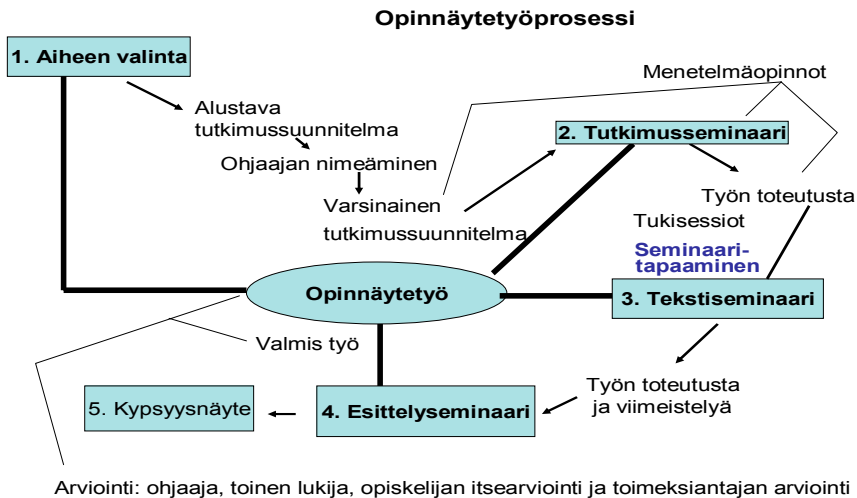 Opinnäytetyöprosessi
1. Aiheen valinta
Menetelmäopinnot
Alustava
tutkimussuunnitelma
2. Tutkimusseminaari
Ohjaajan nimeäminen
Varsinainen
tutkimussuunnitelma
Työn toteutusta
Tukisessiot
Seminaari-
tapaaminen
Opinnäytetyö
3. Tekstiseminaari
Valmis työ
Työn toteutusta
ja viimeistelyä
5. Kypsyysnäyte
4. Esittelyseminaari
Arviointi: ohjaaja, toinen lukija, opiskelijan itsearviointi ja toimeksiantajan arviointi